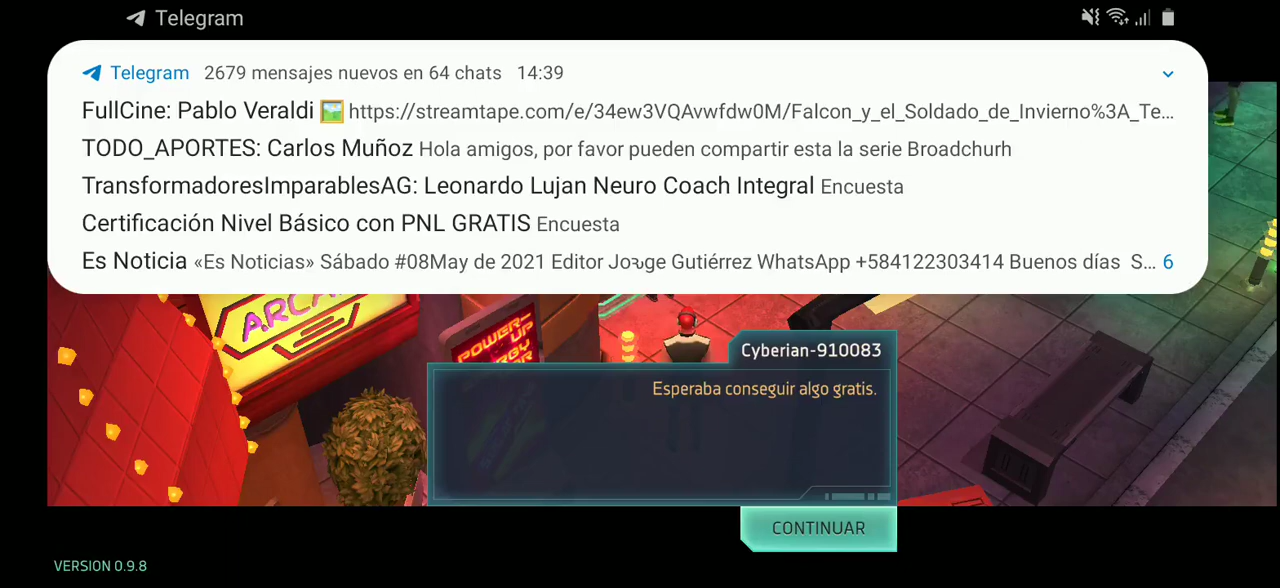 Telegram
Telegram 2679 mensajes nuevos en 64 chats 14:39
FullCine: Pablo Veraldi 🖼️ https://streamtape.com/e/34ew3VQAvwfdw0M/Falcon_y_el_Soldado_de_Invierno%3A_Te…
TODO_APORTES: Carlos Muñoz Hola amigos, por favor pueden compartir esta la serie Broadchurh
TransformadoresImparablesAG: Leonardo Lujan Neuro Coach Integral Encuesta
Certificación Nivel Básico con PNL GRATIS Encuesta
Es Noticia «Es Noticias» Sábado #08May de 2021 Editor Joꭇge Gutiérrez WhatsApp +584122303414 Buenos días S… 6
ARCA
POWER-
UP
Cyberian-910083
Esperaba conseguir algo gratis.
CONTINUAR
VERSION 0.9.8